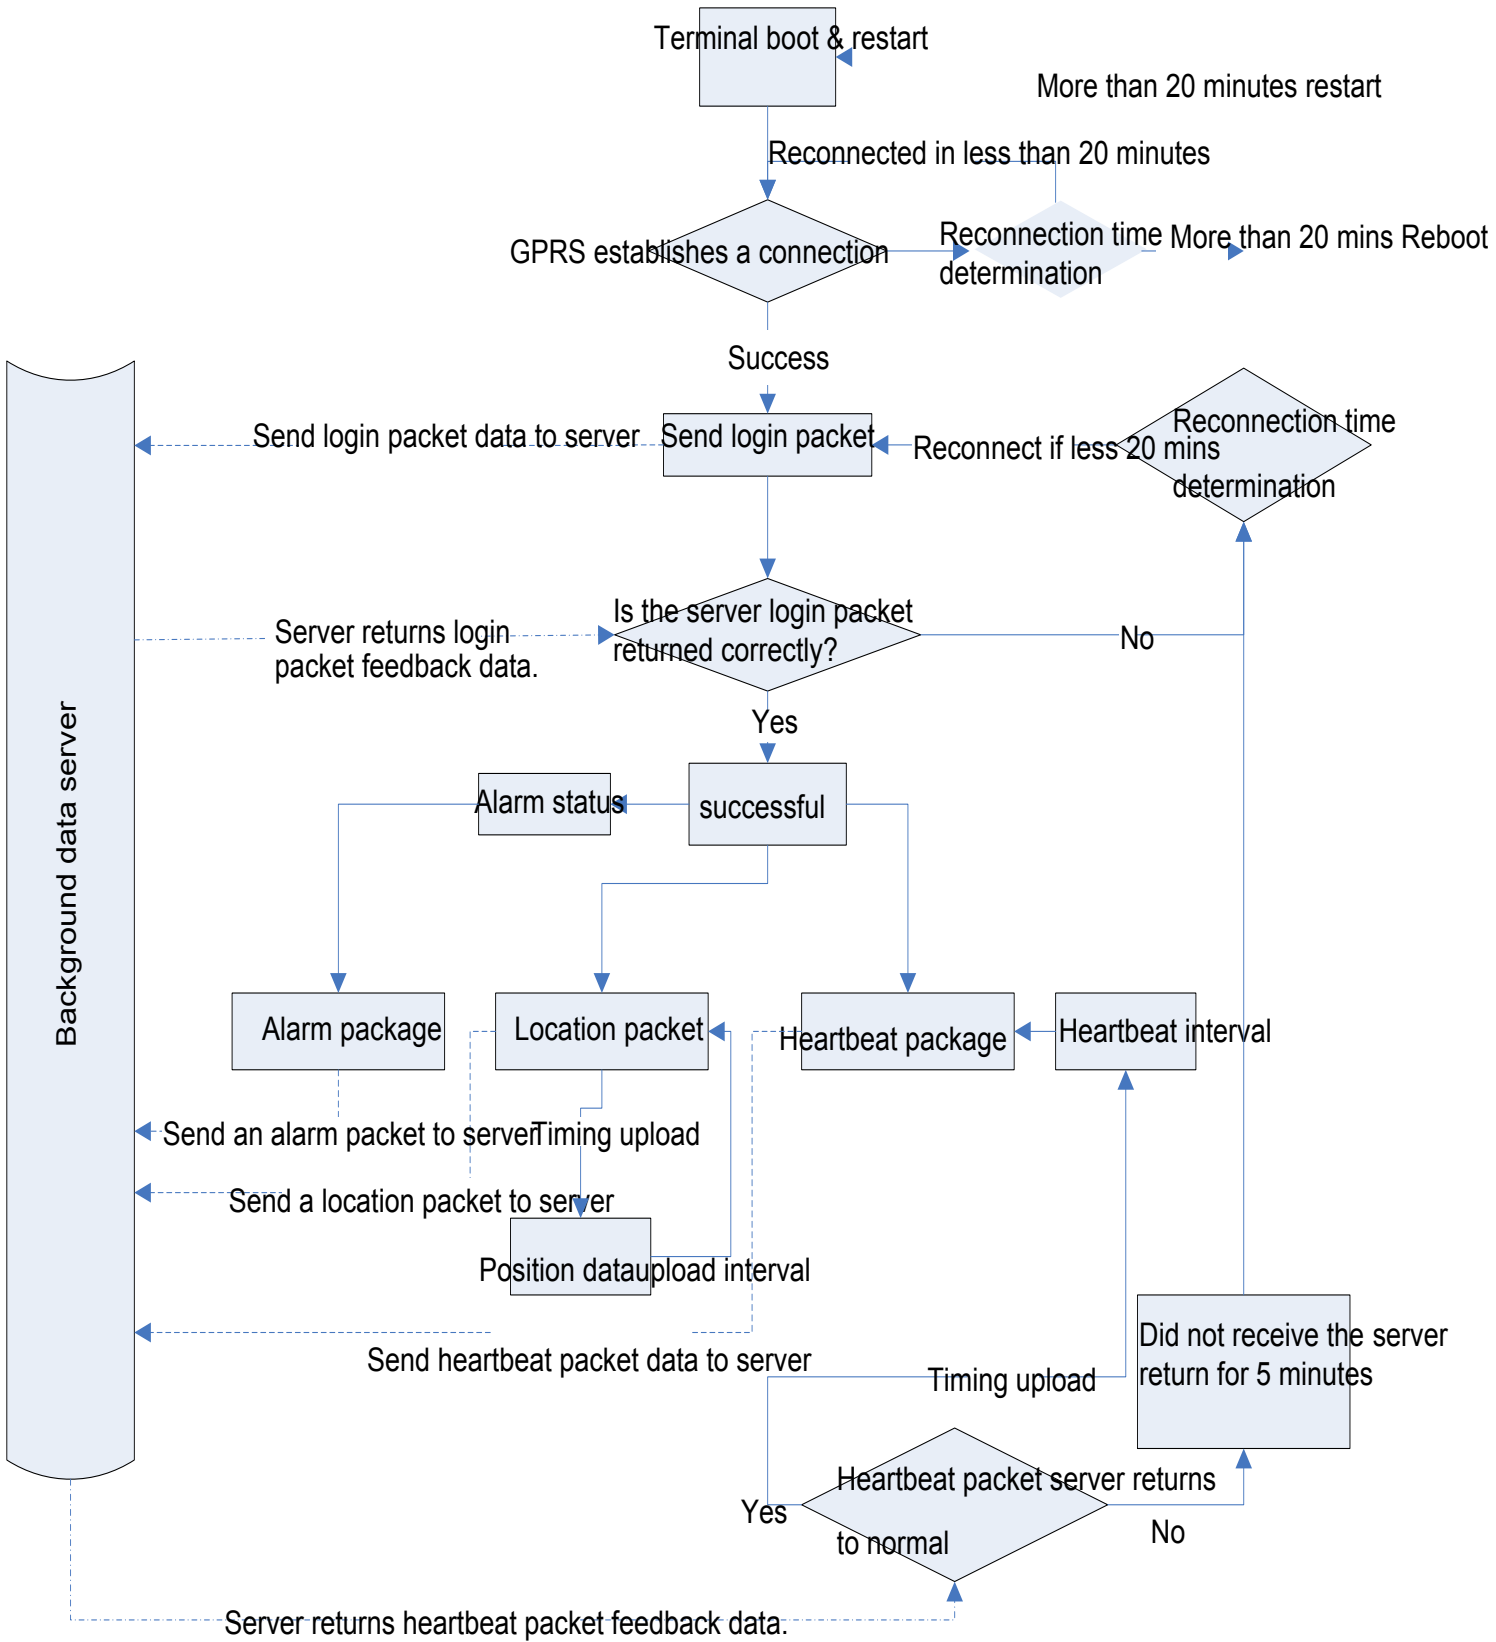 Terminal boot & restart
More than 20 minutes restart
Reconnected in less than 20 minutes
GPRS establishes a connection
Reconnection time
determination
More than 20 mins Reboot
Success
Send login packet data to server
Send login packet
Reconnect if less 20 mins
Reconnection time
determination
Server returns login
packet feedback data.
Is the server login packet
returned correctly?
No
Yes
Background data server
Alarm status
successful
Alarm package
Location packet
Heartbeat package
Heartbeat interval
Send an alarm packet to server
Timing upload
Send a location packet to server
Position dataupload interval
Send heartbeat packet data to server
Did not receive the server
return for 5 minutes
Timing upload
Heartbeat packet server returns
to normal
Yes
No
Server returns heartbeat packet feedback data.